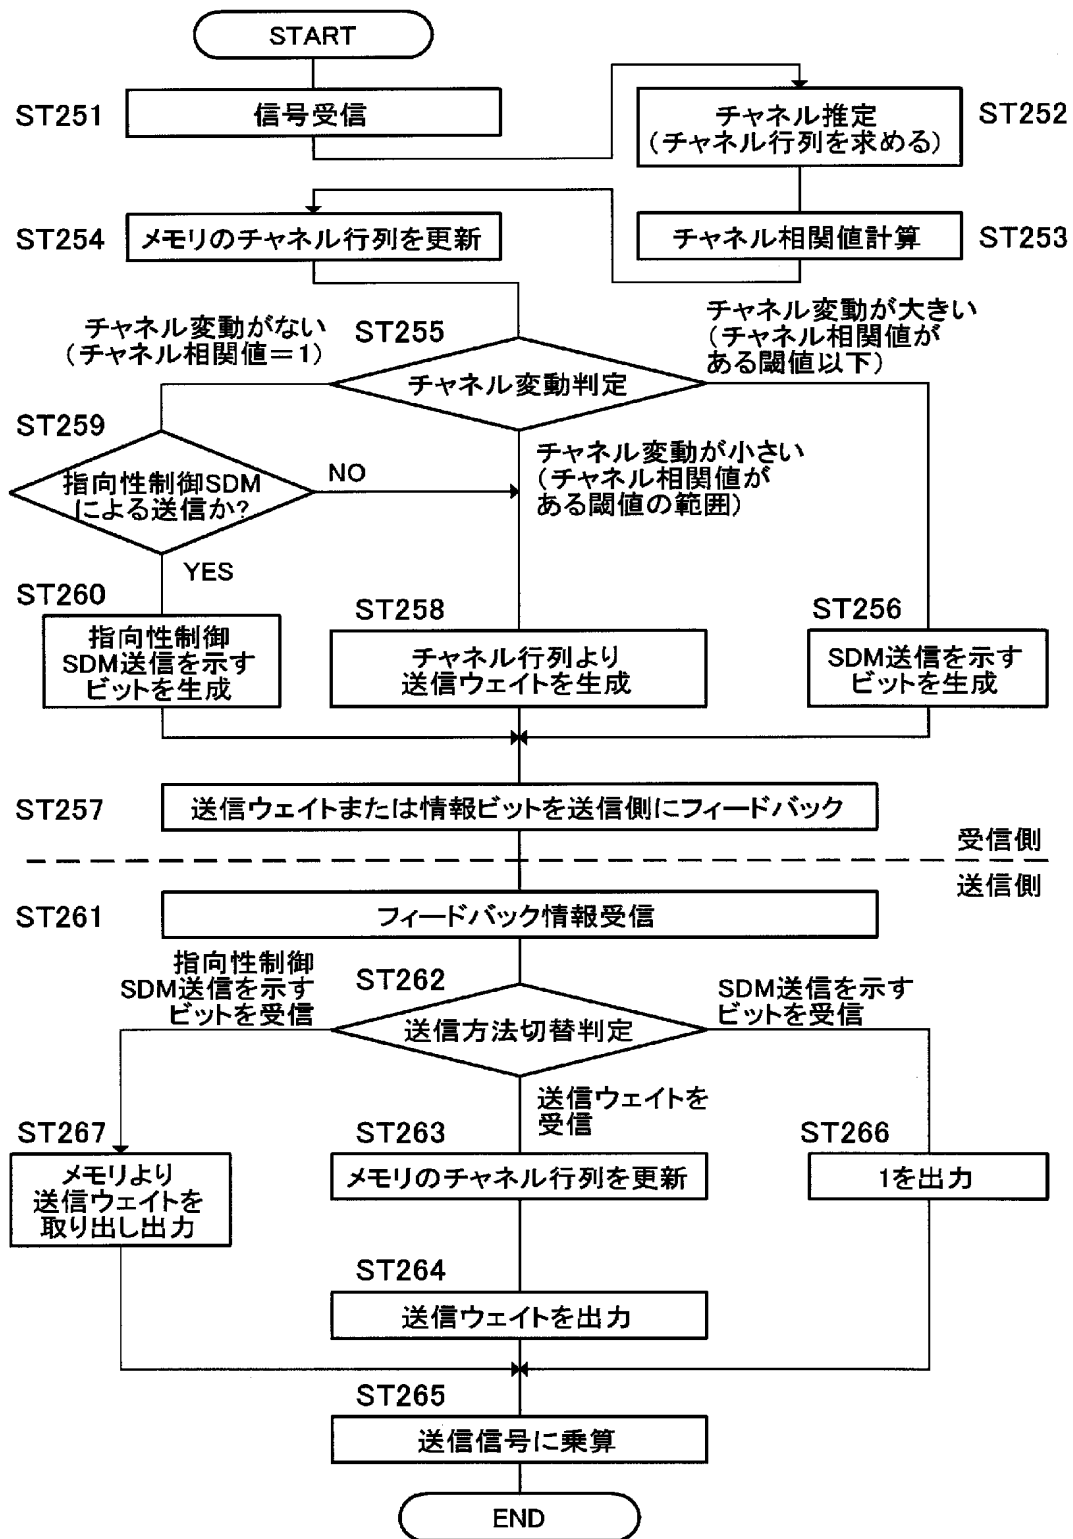 START
ST251
信号受信
チャネル推定
(チャネル行列を求める)
ST252
ST254
メモリのチャネル行列を更新
チャネル相関値計算
ST253
チャネル変動がない
(チャネル相関値=1)
ST255
チャネル変動が大きい
(チャネル相関値が
ある閾値以下)
チャネル変動判定
ST259
指向性制御SDM
による送信か?
NO
チャネル変動が小さい
(チャネル相関値が
ある閾値の範囲)
YES
ST260
指向性制御
SDM送信を示す
ビットを生成
ST258
チャネル行列より
送信ウェイトを生成
ST256
SDM送信を示す
ビットを生成
ST257
送信ウェイトまたは情報ビットを送信側にフィードバック
受信側
送信側
ST261
フィードバック情報受信
指向性制御
SDM送信を示す
ビットを受信
ST262
SDM送信を示す
ビットを受信
送信方法切替判定
送信ウェイトを
受信
ST267
メモリより
送信ウェイトを
取り出し出力
ST263
メモリのチャネル行列を更新
ST266
1を出力
ST264
送信ウェイトを出力
ST265
送信信号に乗算
END